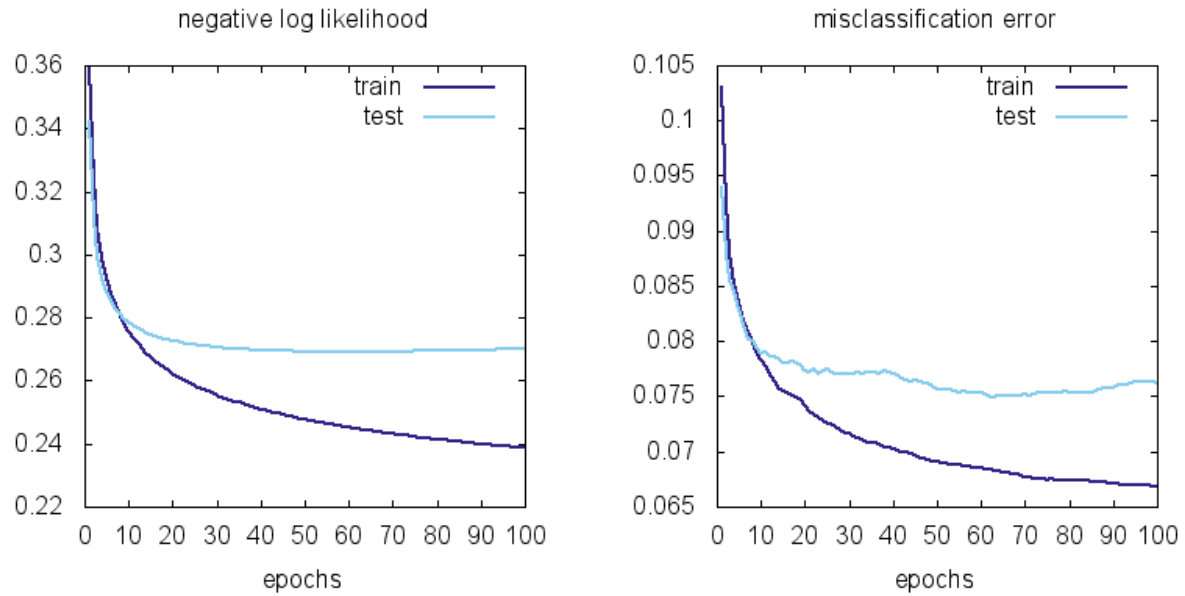 negative log likelihood
0.36
0.34
0.32
0.3
0.28
0.26
0.24
0.22
train
test
0 10 20 30 40 50 60 70 80 90 100
epochs
misclassification error
0.105
0.1
0.095
0.09
0.085
0.08
0.075
0.07
0.065
train
test
0 10 20 30 40 50 60 70 80 90 100
epochs